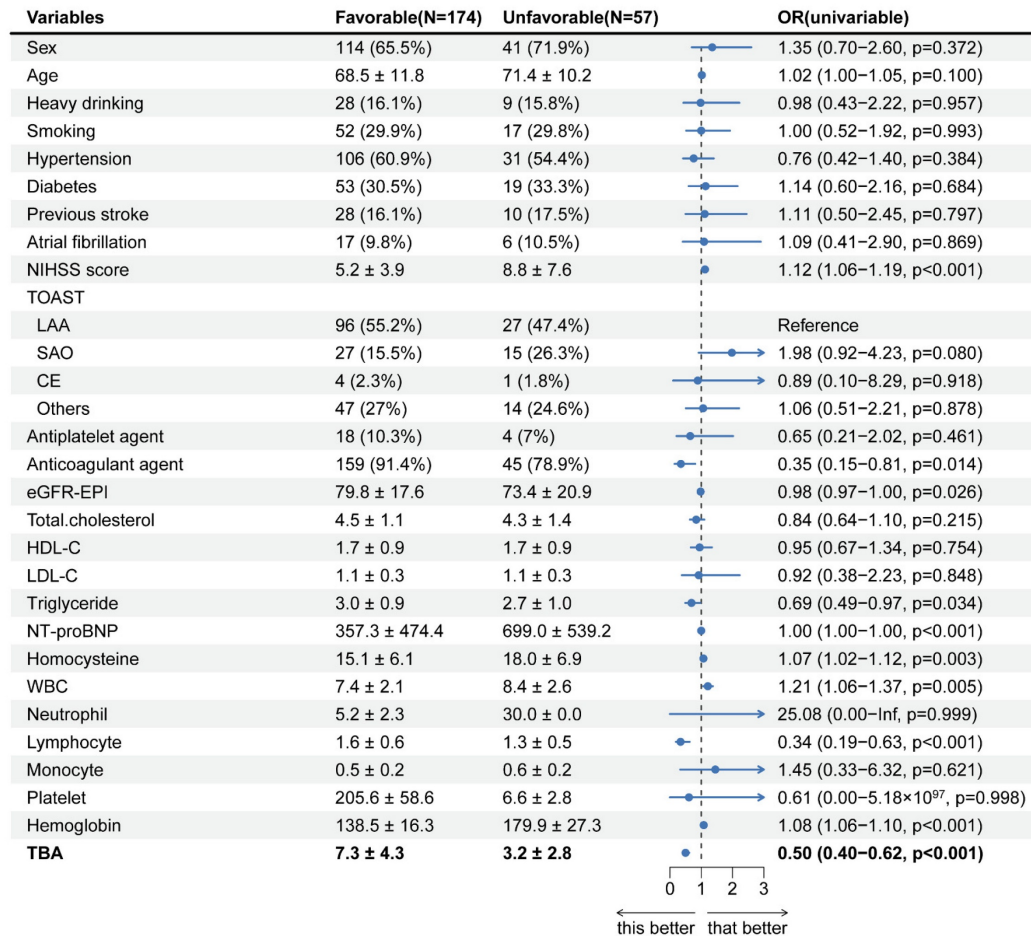 Variables Favorable(N=174) Unfavorable(N=57) OR(univariable)
Sex 114 (65.5%) 41 (71.9%) 1.35 (0.70−2.60, p=0.372)
Age 68.5 ± 11.8 71.4 ± 10.2 1.02 (1.00−1.05, p=0.100)
Heavy drinking 28 (16.1%) 9 (15.8%) 0.98 (0.43−2.22, p=0.957)
Smoking 52 (29.9%) 17 (29.8%) 1.00 (0.52−1.92, p=0.993)
Hypertension 106 (60.9%) 31 (54.4%) 0.76 (0.42−1.40, p=0.384)
Diabetes 53 (30.5%) 19 (33.3%) 1.14 (0.60−2.16, p=0.684)
Previous stroke 28 (16.1%) 10 (17.5%) 1.11 (0.50−2.45, p=0.797)
Atrial fibrillation 17 (9.8%) 6 (10.5%) 1.09 (0.41−2.90, p=0.869)
NIHSS score 5.2 ± 3.9 8.8 ± 7.6 1.12 (1.06−1.19, p<0.001)
TOAST
LAA 96 (55.2%) 27 (47.4%) Reference
SAO 27 (15.5%) 15 (26.3%) 1.98 (0.92−4.23, p=0.080)
CE 4 (2.3%) 1 (1.8%) 0.89 (0.10−8.29, p=0.918)
Others 47 (27%) 14 (24.6%) 1.06 (0.51−2.21, p=0.878)
Antiplatelet agent 18 (10.3%) 4 (7%) 0.65 (0.21−2.02, p=0.461)
Anticoagulant agent 159 (91.4%) 45 (78.9%) 0.35 (0.15−0.81, p=0.014)
eGFR-EPI 79.8 ± 17.6 73.4 ± 20.9 0.98 (0.97−1.00, p=0.026)
Total.cholesterol 4.5 ± 1.1 4.3 ± 1.4 0.84 (0.64−1.10, p=0.215)
HDL-C 1.7 ± 0.9 1.7 ± 0.9 0.95 (0.67−1.34, p=0.754)
LDL-C 1.1 ± 0.3 1.1 ± 0.3 0.92 (0.38−2.23, p=0.848)
Triglyceride 3.0 ± 0.9 2.7 ± 1.0 0.69 (0.49−0.97, p=0.034)
NT-proBNP 357.3 ± 474.4 699.0 ± 539.2 1.00 (1.00−1.00, p<0.001)
Homocysteine 15.1 ± 6.1 18.0 ± 6.9 1.07 (1.02−1.12, p=0.003)
WBC 7.4 ± 2.1 8.4 ± 2.6 1.21 (1.06−1.37, p=0.005)
Neutrophil 5.2 ± 2.3 30.0 ± 0.0 25.08 (0.00−Inf, p=0.999)
Lymphocyte 1.6 ± 0.6 1.3 ± 0.5 0.34 (0.19−0.63, p<0.001)
Monocyte 0.5 ± 0.2 0.6 ± 0.2 1.45 (0.33−6.32, p=0.621)
Platelet 205.6 ± 58.6 6.6 ± 2.8 0.61 (0.00−5.18×10⁹⁷, p=0.998)
Hemoglobin 138.5 ± 16.3 179.9 ± 27.3 1.08 (1.06−1.10, p<0.001)
TBA 7.3 ± 4.3 3.2 ± 2.8 0.50 (0.40−0.62, p<0.001)
0 1 2 3
this better that better